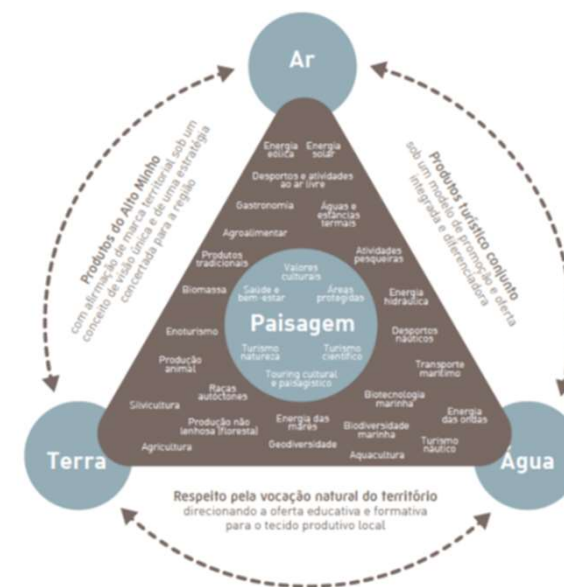 Ar
Produtos do Alto Minho
com afirmação de marca territorial sob um
conceito de visão única e de uma estratégia
concertada para a região
Produtos turístico conjunto
sob um modelo de promoção e oferta
integrada e diferenciadora
Energia
eólica
Energia
solar
Desportos e atividades
ao ar livre
Gastronomia
Águas e
estâncias
termais
Agroalimentar
Produtos
tradicionais
Atividades
pesqueiras
Valores
culturais
Biomassa
Saúde e
bem-estar
Áreas
protegidas
Energia
hidráulica
Paisagem
Enoturismo
Desportos
náuticos
Turismo
natureza
Turismo
científico
Produção
animal
Transporte
marítimo
Touring cultural
e paisagístico
Raças
autóctones
Biotecnologia
marinha
Silvicultura
Produção não
lenhosa (florestal)
Energia das
marés
Biodiversidade
marinha
Energia
das ondas
Agricultura
Geodiversidade
Aquacultura
Turismo
náutico
Terra
Água
Respeito pela vocação natural do território
direcionando a oferta educativa e formativa
para o tecido produtivo local